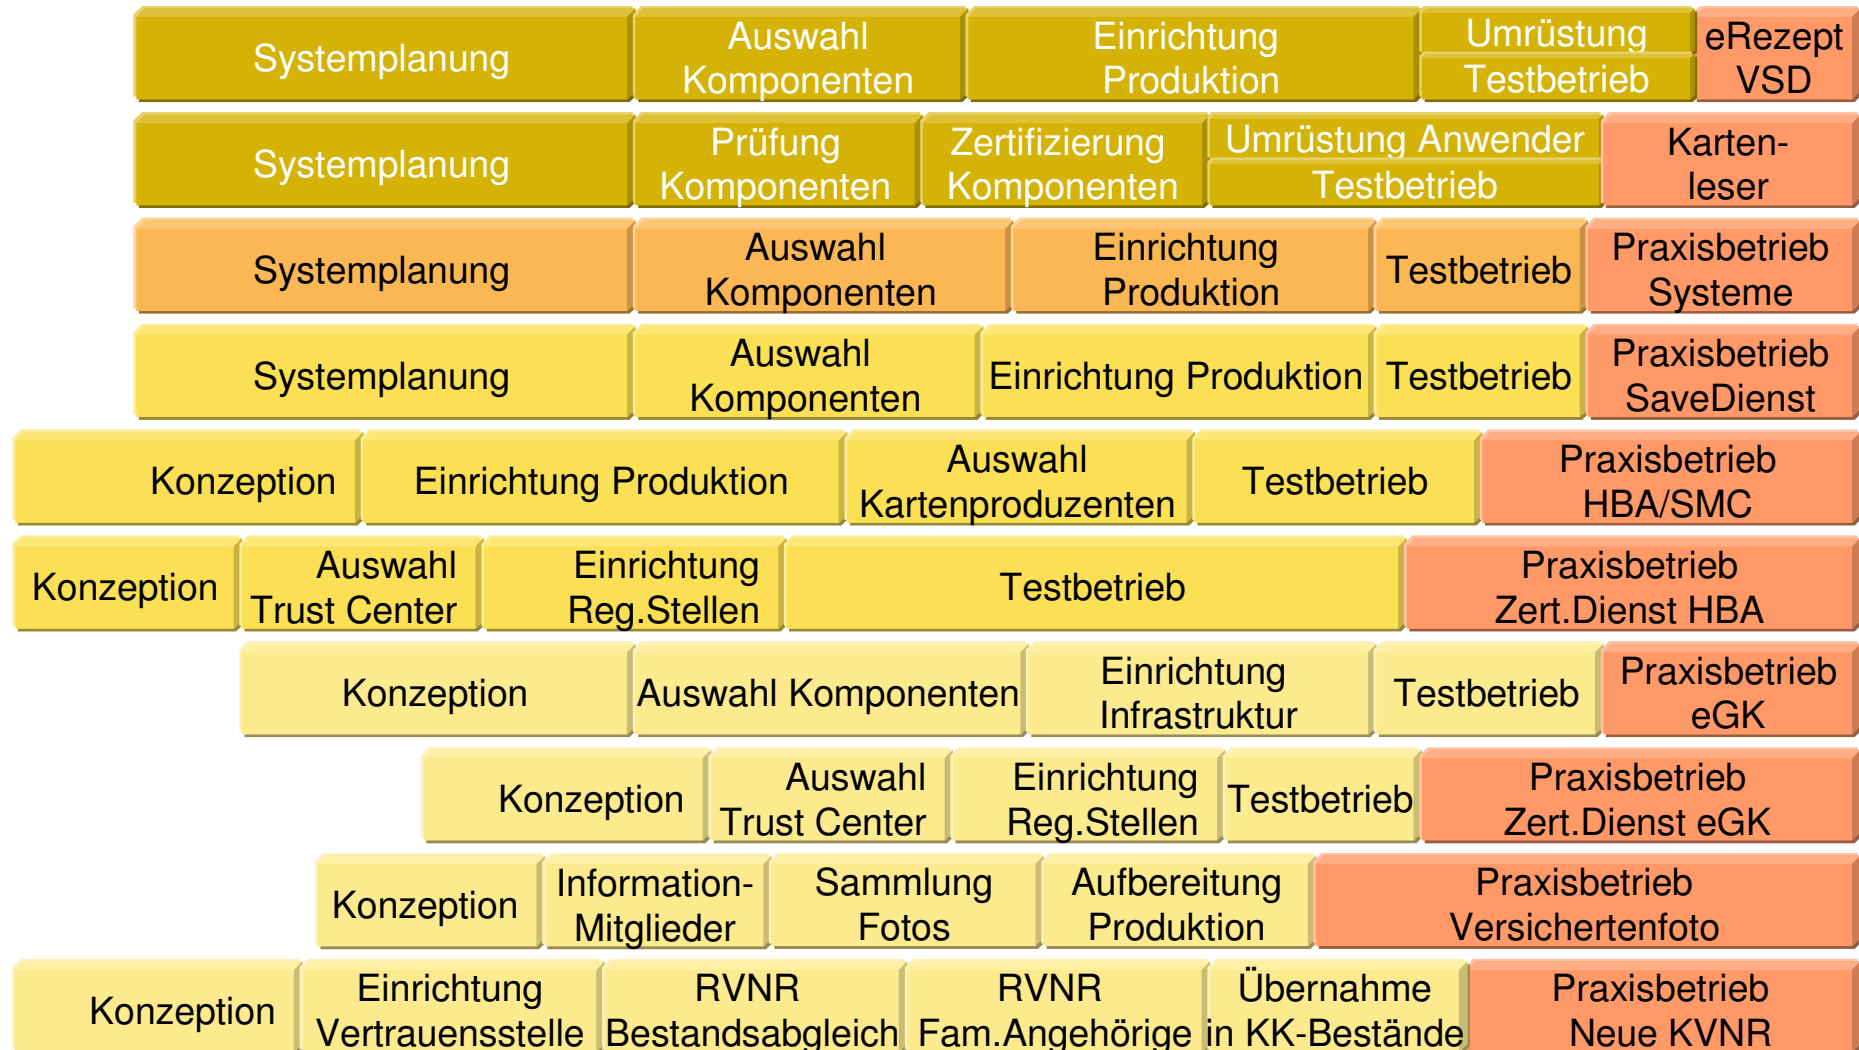 Systemplanung
Auswahl
Komponenten
Einrichtung
Produktion
Umrüstung
Testbetrieb
eRezept
VSD
Systemplanung
Prüfung
Komponenten
Zertifizierung
Komponenten
Umrüstung Anwender
Testbetrieb
Karten-
leser
Systemplanung
Auswahl
Komponenten
Einrichtung
Produktion
Testbetrieb
Praxisbetrieb
Systeme
Systemplanung
Auswahl
Komponenten
Einrichtung Produktion
Testbetrieb
Praxisbetrieb
SaveDienst
Konzeption
Einrichtung Produktion
Auswahl
Kartenproduzenten
Testbetrieb
Praxisbetrieb
HBA/SMC
Konzeption
Auswahl
Trust Center
Einrichtung
Reg.Stellen
Testbetrieb
Praxisbetrieb
Zert.Dienst HBA
Konzeption
Auswahl Komponenten
Einrichtung
Infrastruktur
Testbetrieb
Praxisbetrieb
eGK
Konzeption
Auswahl
Trust Center
Einrichtung
Reg.Stellen
Testbetrieb
Praxisbetrieb
Zert.Dienst eGK
Konzeption
Information-
Mitglieder
Sammlung
Fotos
Aufbereitung
Produktion
Praxisbetrieb
Versichertenfoto
Konzeption
Einrichtung
Vertrauensstelle
RVNR
Bestandsabgleich
RVNR
Fam.Angehörige
Übernahme
in KK-Bestände
Praxisbetrieb
Neue KVNR